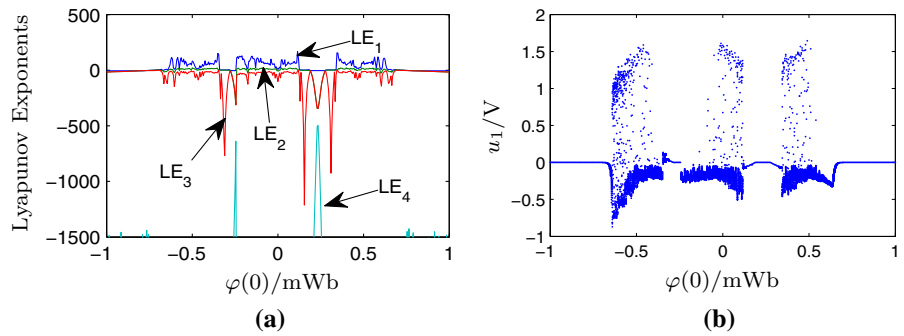 500
0
−500
−1000
−1500
Lyapunov Exponents
LE1
LE2
LE3
LE4
−1 −0.5 0 0.5 1
φ(0)/mWb
(a)
2
1.5
1
0.5
0
−0.5
−1
u1/V
−1 −0.5 0 0.5 1
φ(0)/mWb
(b)